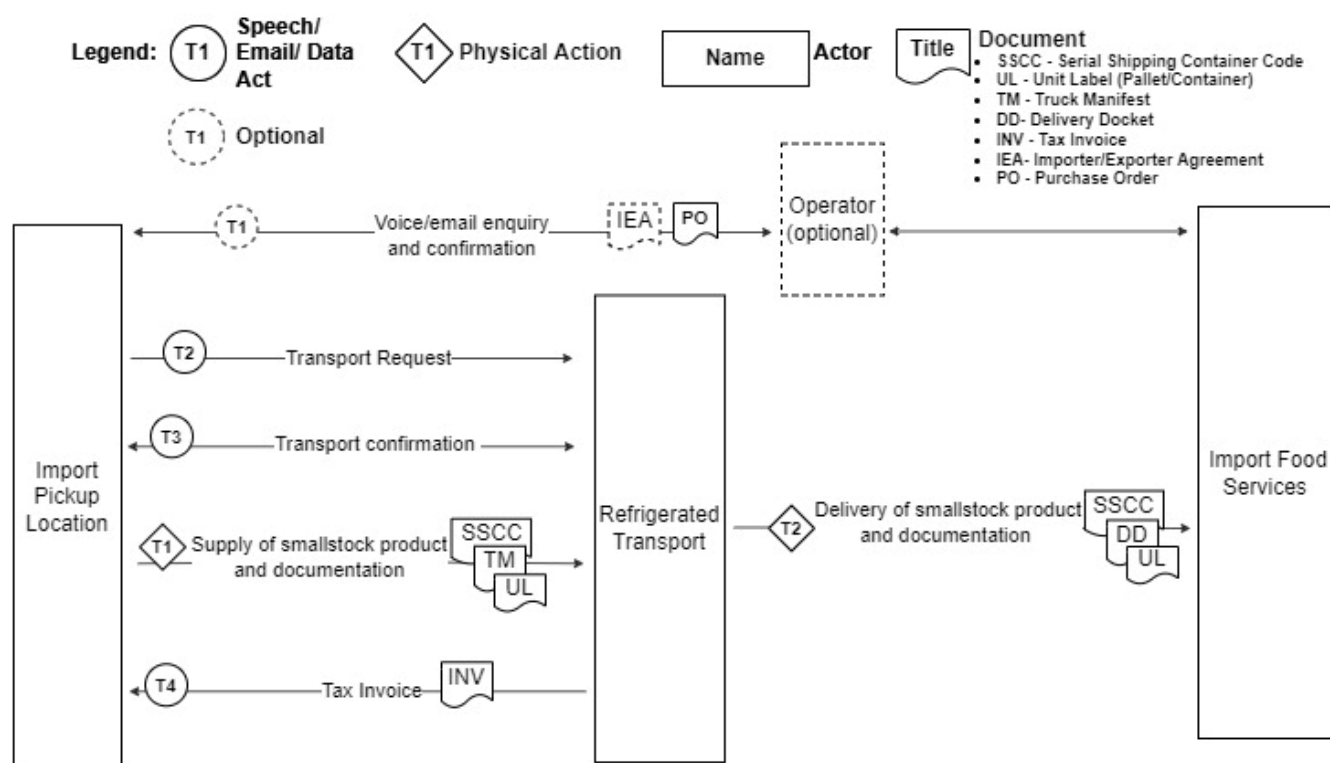 Legend:
T1
Speech/
Email/ Data
Act
T1
Physical Action
Name
Actor
Title
Document
• SSCC - Serial Shipping Container Code
• UL - Unit Label (Pallet/Container)
• TM - Truck Manifest
• DD- Delivery Docket
• INV - Tax Invoice
• IEA- Importer/Exporter Agreement
• PO - Purchase Order
T1
Optional
T1
Voice/email enquiry
and confirmation
IEA
PO
Operator
(optional)
T2
Transport Request
T3
Transport confirmation
Import
Pickup
Location
T1
Supply of smallstock product
and documentation
SSCC
TM
UL
Refrigerated
Transport
T2
Delivery of smallstock product
and documentation
SSCC
DD
UL
Import Food
Services
T4
Tax Invoice
INV